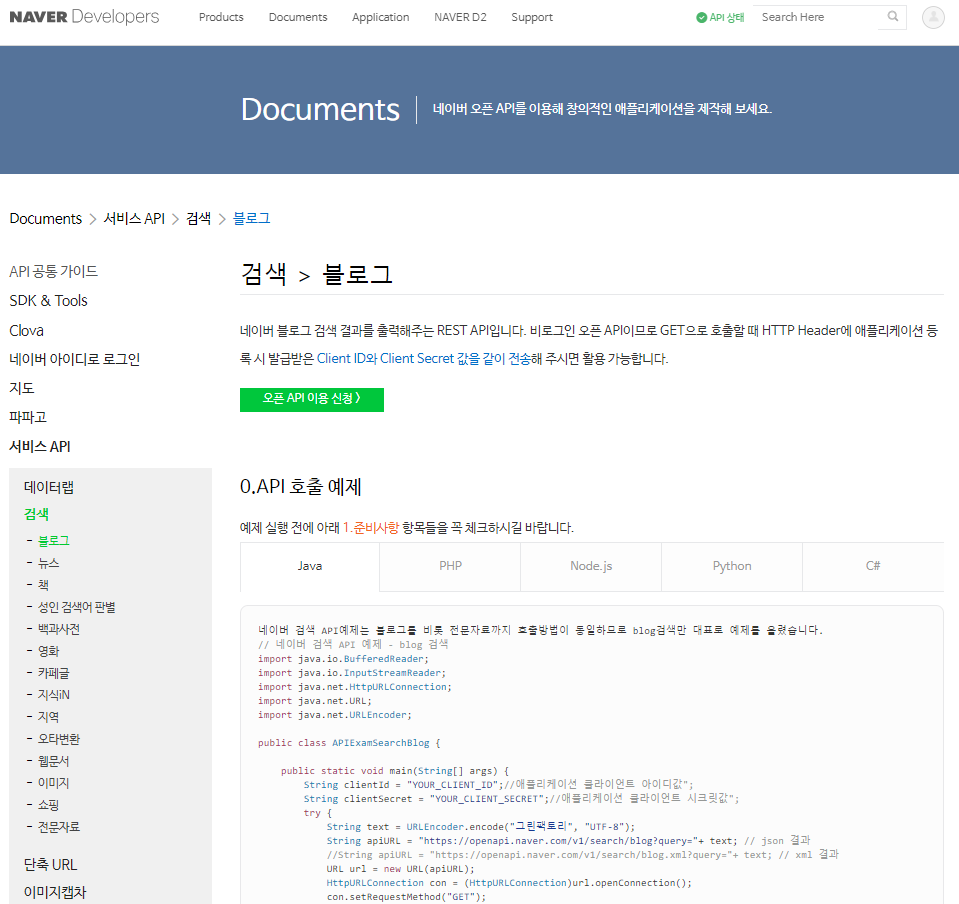 NAVER Developers
Products Documents Application NAVER D2 Support
API 상태 Search Here
Documents 네이버 오픈 API를 이용해 창의적인 애플리케이션을 제작해 보세요.
Documents > 서비스 API > 검색 > 블로그
API 공통 가이드
SDK & Tools
Clova
네이버 아이디로 로그인
지도
파파고
서비스 API
데이터랩
검색
- 블로그
- 뉴스
- 책
- 성인 검색어 판별
- 백과사전
- 영화
- 카페글
- 지식iN
- 지역
- 오타변환
- 웹문서
- 이미지
- 쇼핑
- 전문자료
단축 URL
이미지캡차
검색 > 블로그
네이버 블로그 검색 결과를 출력해주는 REST API입니다. 비로그인 오픈 API이므로 GET으로 호출할 때 HTTP Header에 애플리케이션 등
록 시 발급받은 Client ID와 Client Secret 값을 같이 전송해 주시면 활용 가능합니다.
오픈 API 이용 신청 >
0.API 호출 예제
예제 실행 전에 아래 1.준비사항 항목들을 꼭 체크하시길 바랍니다.
Java PHP Node.js Python C#
네이버 검색 API예제는 블로그를 비롯 전문자료까지 호출방법이 동일하므로 blog검색만 대표로 예제를 올렸습니다.
// 네이버 검색 API 예제 - blog 검색
import java.io.BufferedReader;
import java.io.InputStreamReader;
import java.net.HttpURLConnection;
import java.net.URL;
import java.net.URLEncoder;
public class APIExamSearchBlog {
public static void main(String[] args) {
String clientId = "YOUR_CLIENT_ID";//애플리케이션 클라이언트 아이디값";
String clientSecret = "YOUR_CLIENT_SECRET";//애플리케이션 클라이언트 시크릿값";
try {
String text = URLEncoder.encode("그린팩토리", "UTF-8");
String apiURL = "https://openapi.naver.com/v1/search/blog?query="+ text; // json 결과
//String apiURL = "https://openapi.naver.com/v1/search/blog.xml?query="+ text; // xml 결과
URL url = new URL(apiURL);
HttpURLConnection con = (HttpURLConnection)url.openConnection();
con.setRequestMethod("GET");